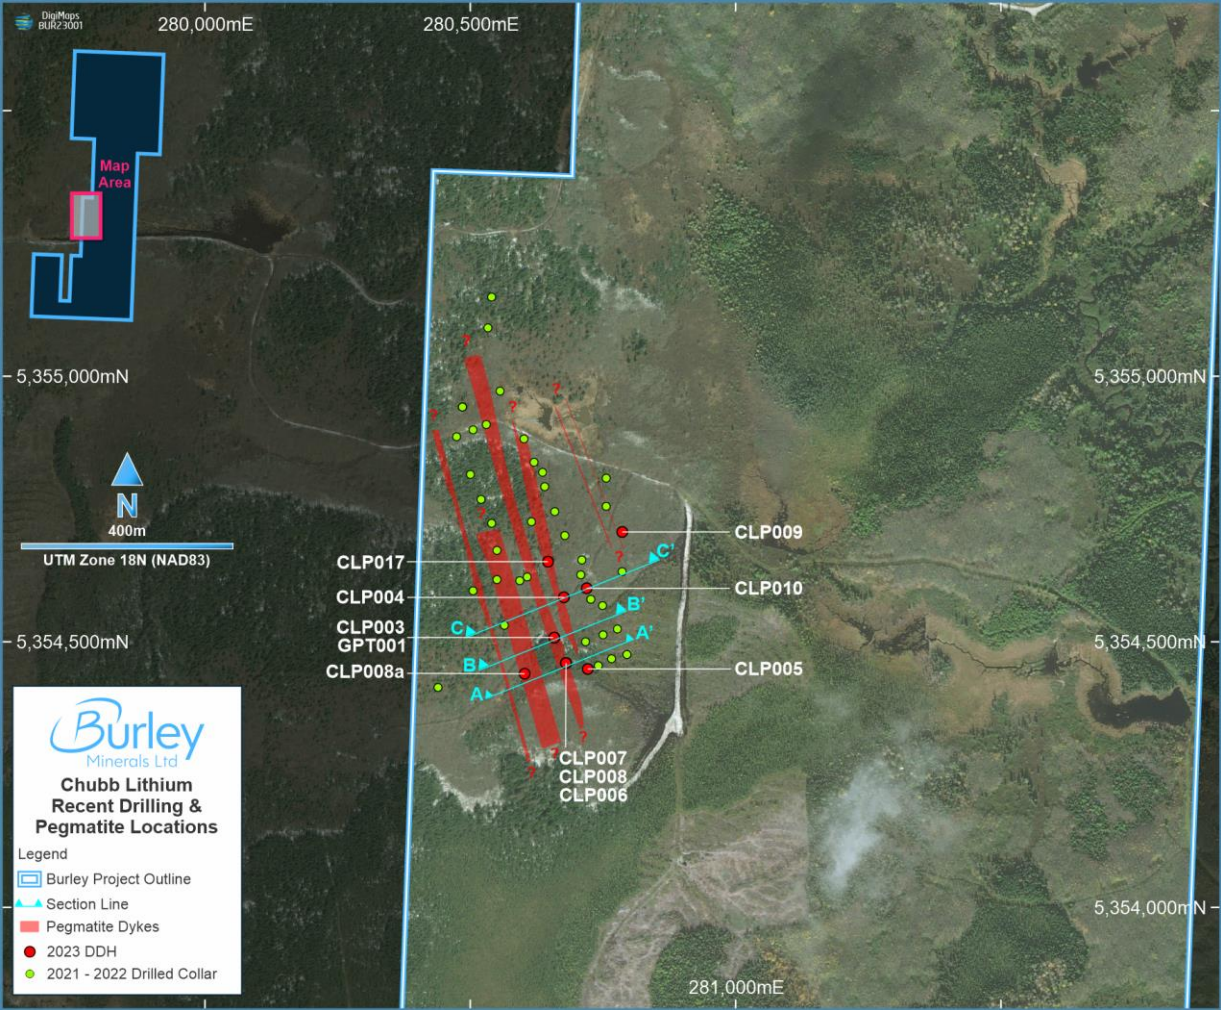 DigiMaps
BUR23001
280,000mE
280,500mE
Map
Area
5,355,000mN
5,355,000mN
?
?
?
?
N
400m
UTM Zone 18N (NAD83)
?
CLP009
CLP017
?
C'
CLP010
CLP004
B'
CLP003
GPT001
C
A'
5,354,500mN
5,354,500mN
CLP008a
B
CLP005
A
?
?
?
CLP007
CLP008
CLP006
Burley
Minerals Ltd
Chubb Lithium
Recent Drilling &
Pegmatite Locations
Legend
Burley Project Outline
Section Line
Pegmatite Dykes
2023 DDH
2021 - 2022 Drilled Collar
5,354,000mN
281,000mE